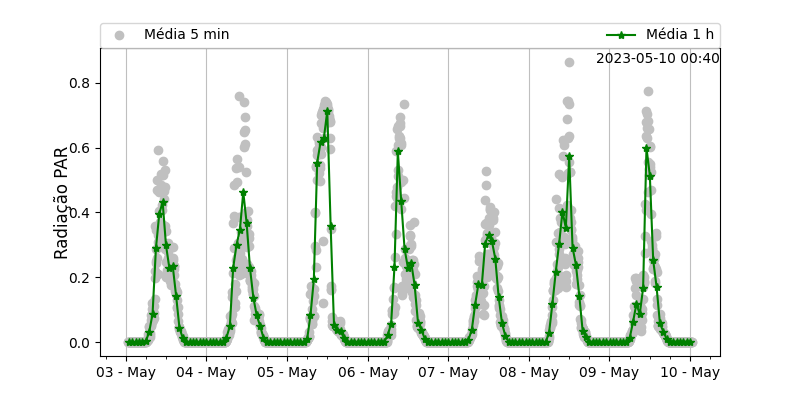 Média 5 min
Média 1 h
2023-05-10 00:40
Radiação PAR
0.8
0.6
0.4
0.2
0.0
03 - May
04 - May
05 - May
06 - May
07 - May
08 - May
09 - May
10 - May